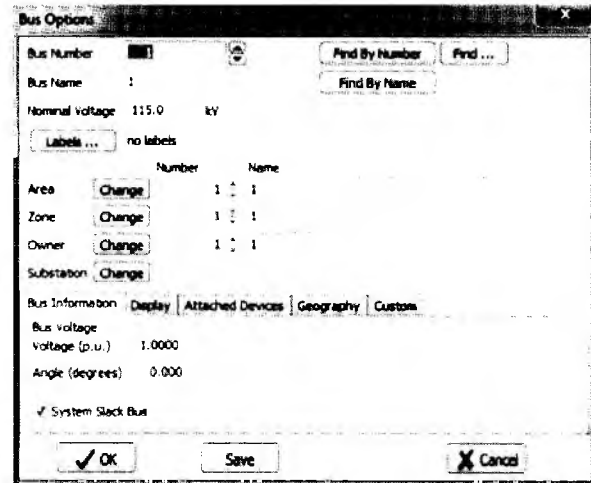 Bus Options
Bus Number Find By Number Find ...
Bus Name 1 Find By Name
Nominal Voltage 115.0 kV
Labels ... no labels
Number Name
Area Change 1 1
Zone Change 1 1
Owner Change 1 1
Substation Change
Bus Information Display Attached Devices Geography Custom
Bus Voltage
Voltage (p.u.) 1.0000
Angle (degrees) 0.000
System Slack Bus
OK Save Cancel